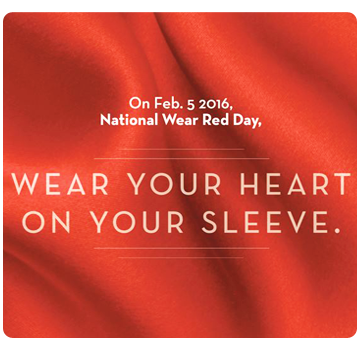 On Feb. 5 2016,
National Wear Red Day,
WEAR YOUR HEART
ON YOUR SLEEVE.